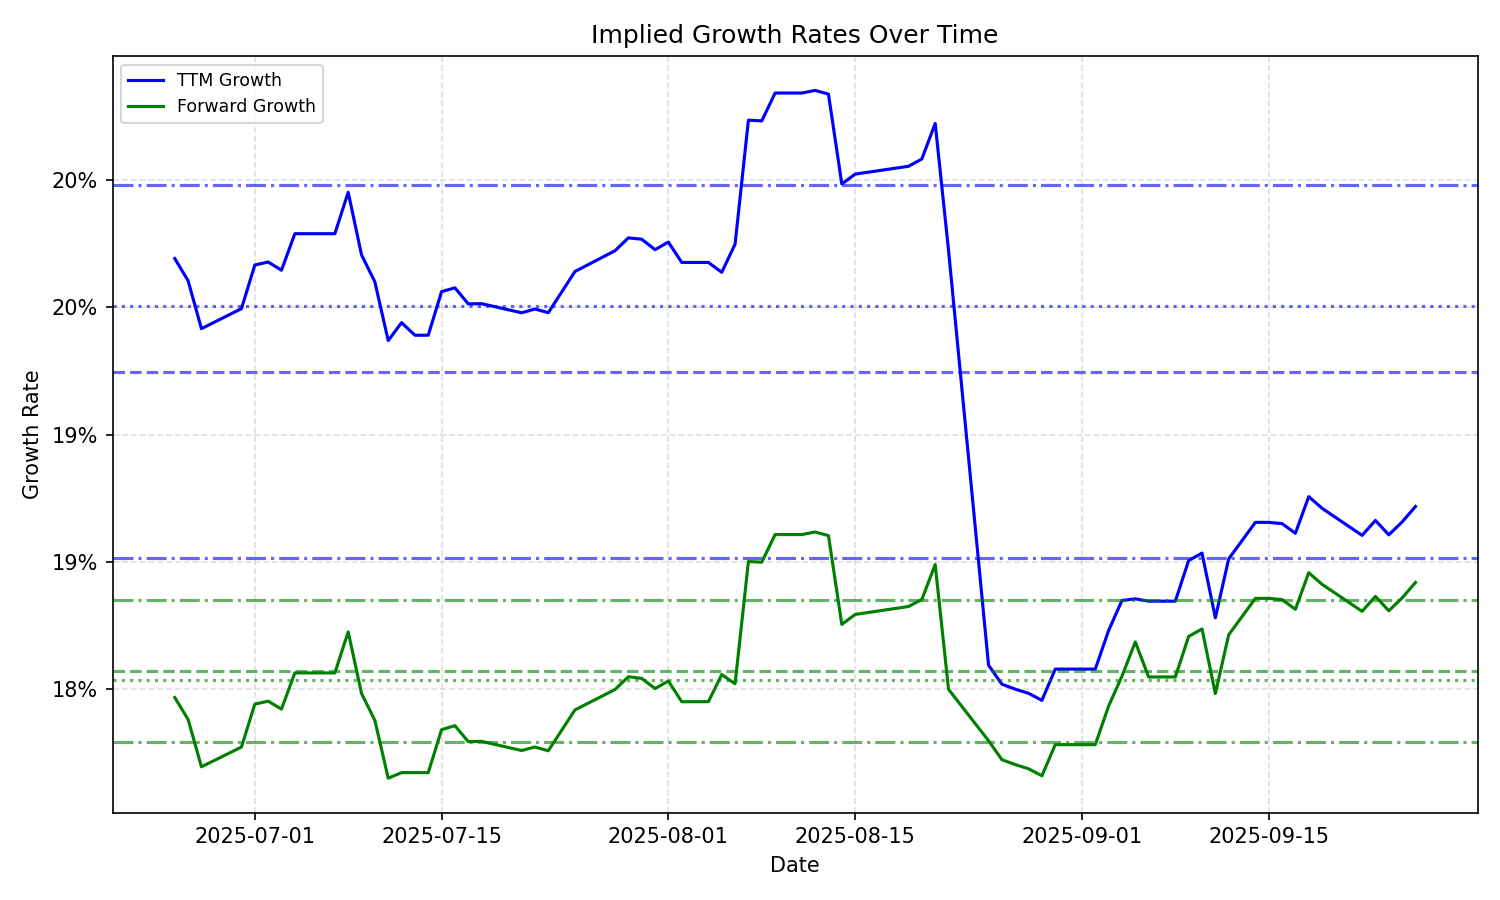 Implied Growth Rates Over Time
TTM Growth
Forward Growth
20%
20%
19%
19%
18%
Growth Rate
2025-07-01
2025-07-15
2025-08-01
2025-08-15
2025-09-01
2025-09-15
Date